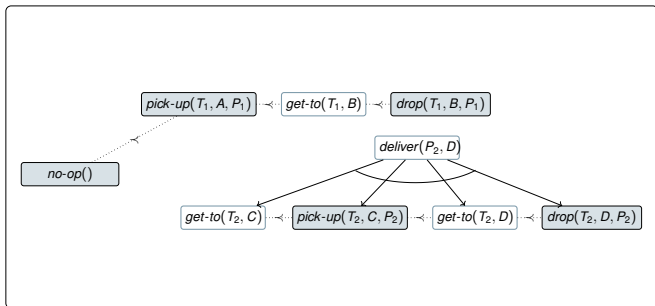 pick-up(T₁, A, P₁) ≺ get-to(T₁, B) ≺ drop(T₁, B, P₁)
≺
deliver(P₂, D)
no-op()
get-to(T₂, C) ≺ pick-up(T₂, C, P₂) ≺ get-to(T₂, D) ≺ drop(T₂, D, P₂)